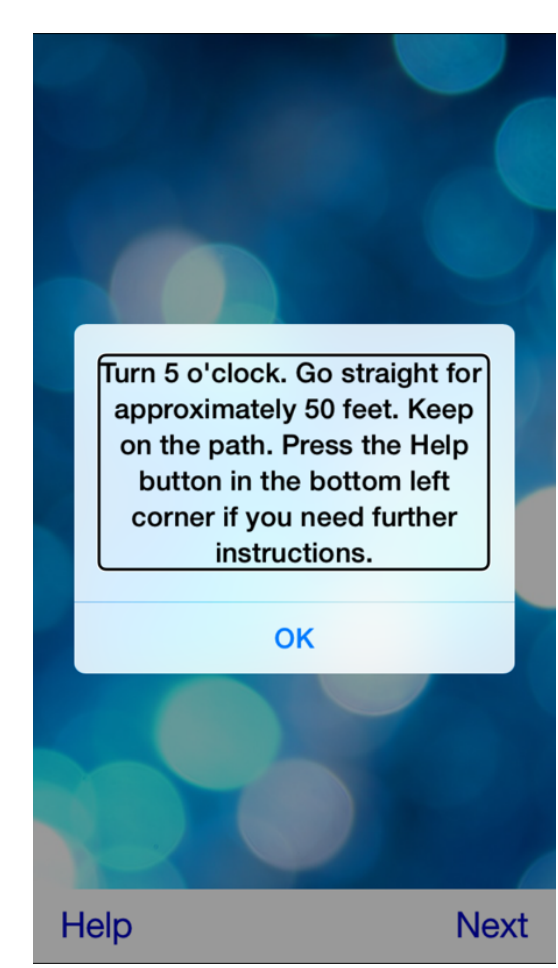 Turn 5 o'clock. Go straight for
approximately 50 feet. Keep
on the path. Press the Help
button in the bottom left
corner if you need further
instructions.
OK
Help
Next